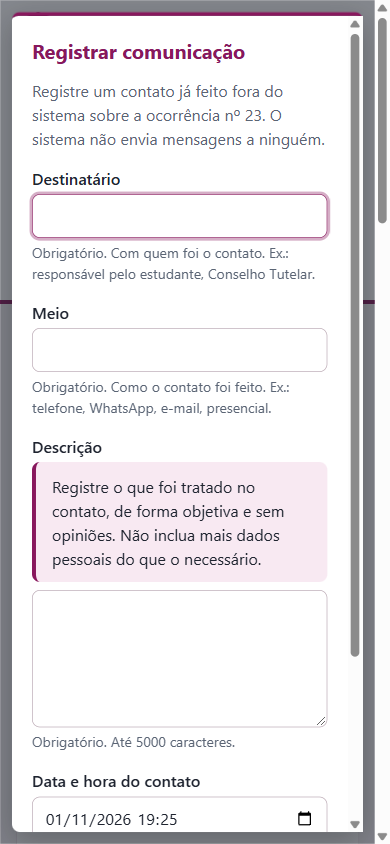 Registrar comunicação
Registre um contato já feito fora do
sistema sobre a ocorrência nº 23. O
sistema não envia mensagens a ninguém.
Destinatário
Obrigatório. Com quem foi o contato. Ex.:
responsável pelo estudante, Conselho Tutelar.
Meio
Obrigatório. Como o contato foi feito. Ex.:
telefone, WhatsApp, e-mail, presencial.
Descrição
Registre o que foi tratado no
contato, de forma objetiva e sem
opiniões. Não inclua mais dados
pessoais do que o necessário.
Obrigatório. Até 5000 caracteres.
Data e hora do contato
01/11/2026 19:25